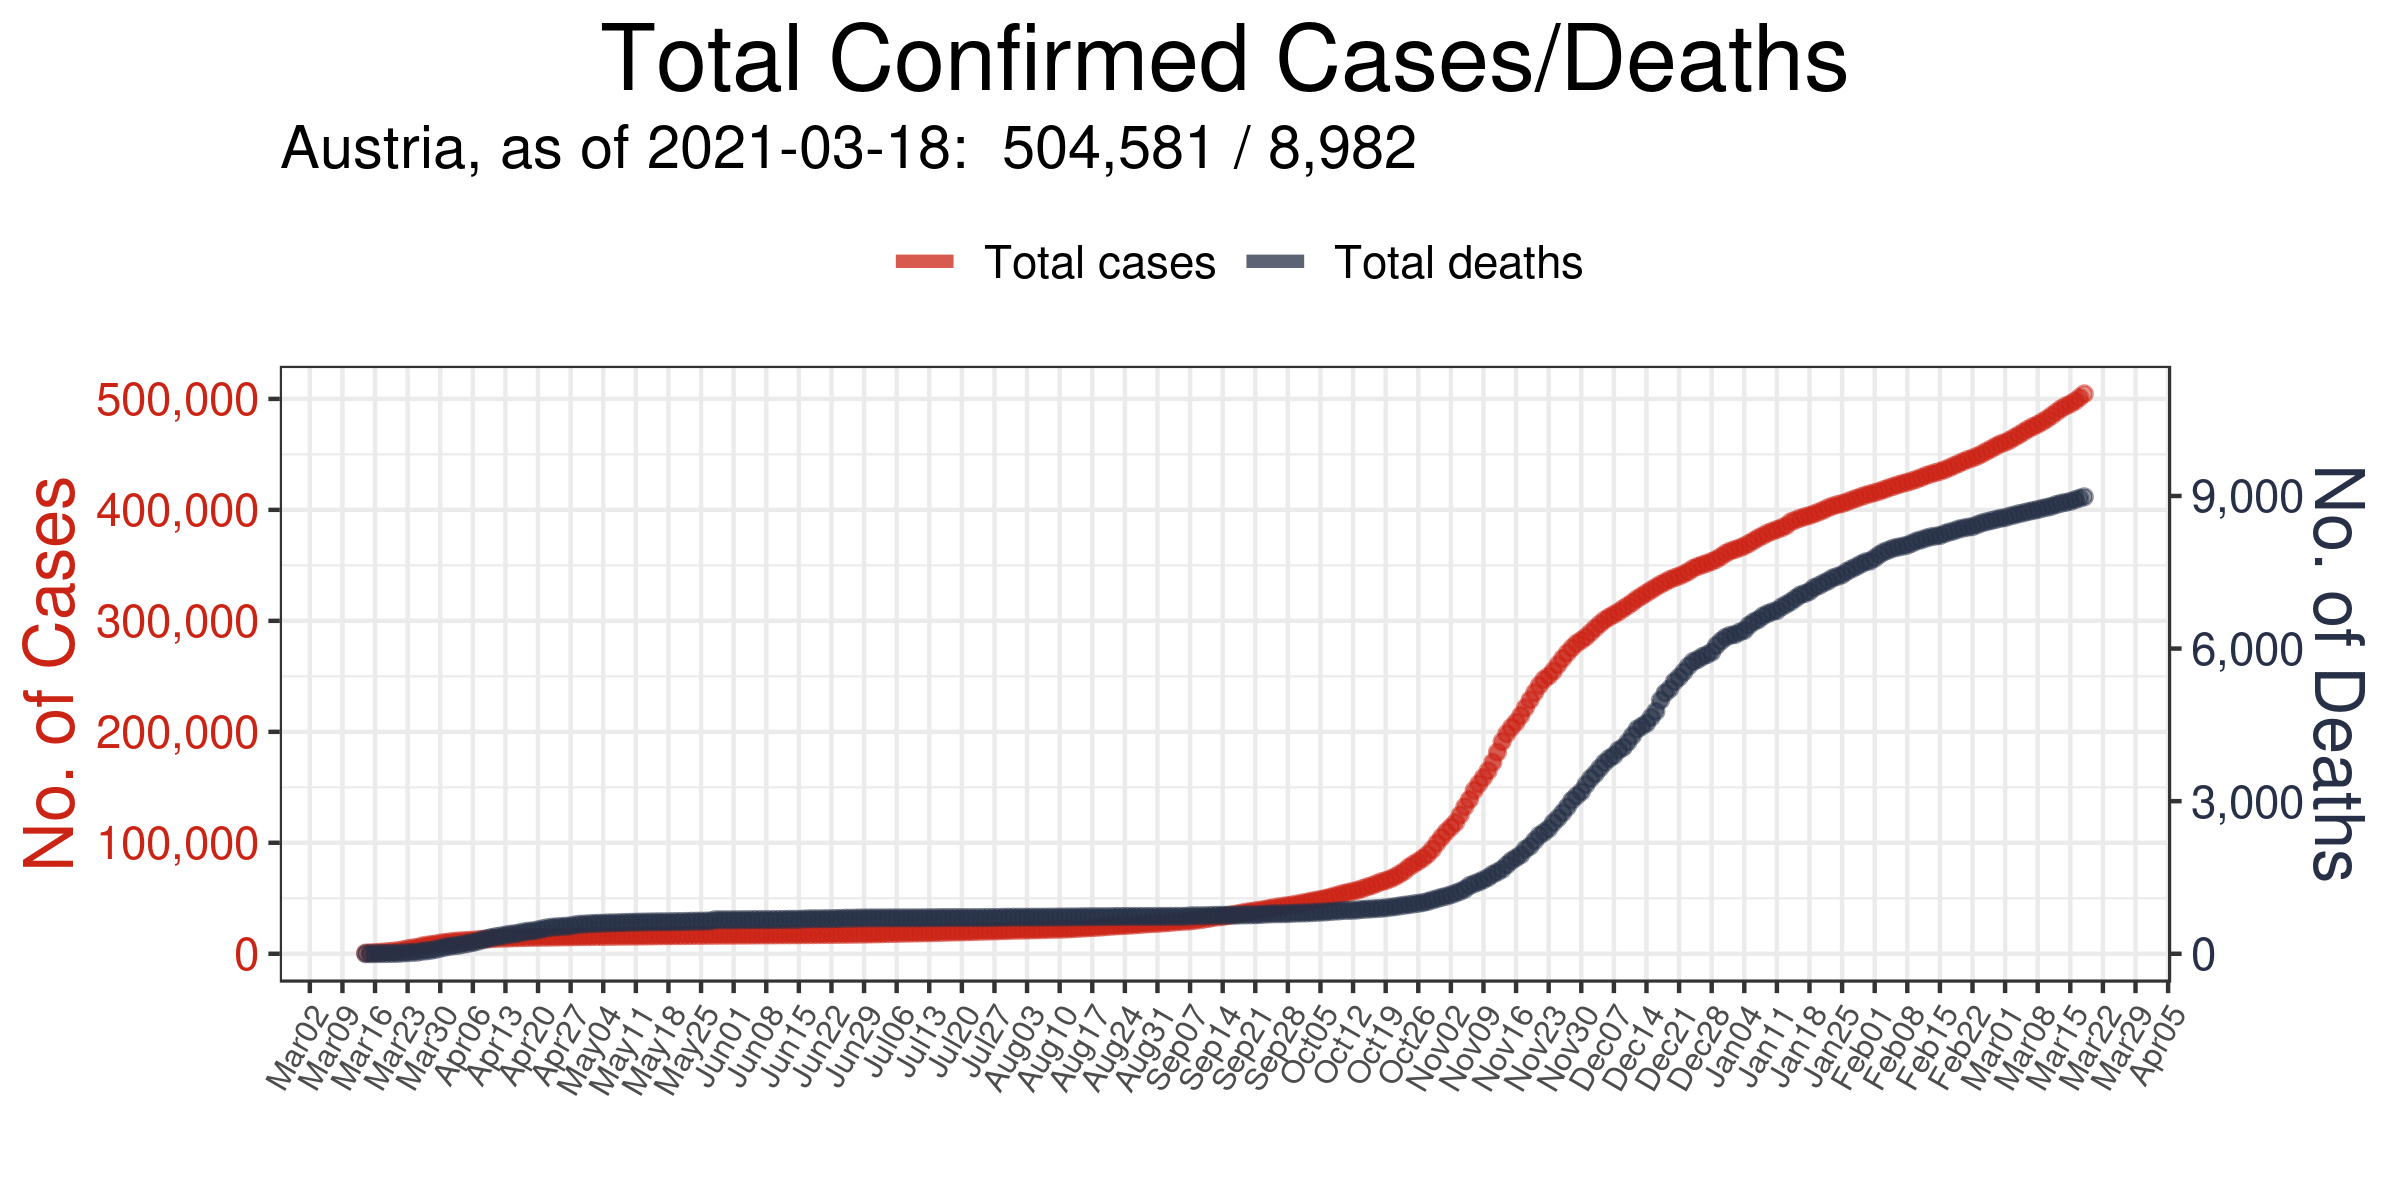 Total Confirmed Cases/Deaths
Austria, as of 2021-03-18:  504,581 / 8,982
Total cases
Total deaths
No. of Cases
500,000
400,000
300,000
200,000
100,000
0
9,000
6,000
3,000
0
No. of Deaths
Mar02
Mar09
Mar16
Mar23
Mar30
Apr06
Apr13
Apr20
Apr27
May04
May11
May18
May25
Jun01
Jun08
Jun15
Jun22
Jun29
Jul06
Jul13
Jul20
Jul27
Aug03
Aug10
Aug17
Aug24
Aug31
Sep07
Sep14
Sep21
Sep28
Oct05
Oct12
Oct19
Oct26
Nov02
Nov09
Nov16
Nov23
Nov30
Dec07
Dec14
Dec21
Dec28
Jan04
Jan11
Jan18
Jan25
Feb01
Feb08
Feb15
Feb22
Mar01
Mar08
Mar15
Mar22
Mar29
Apr05